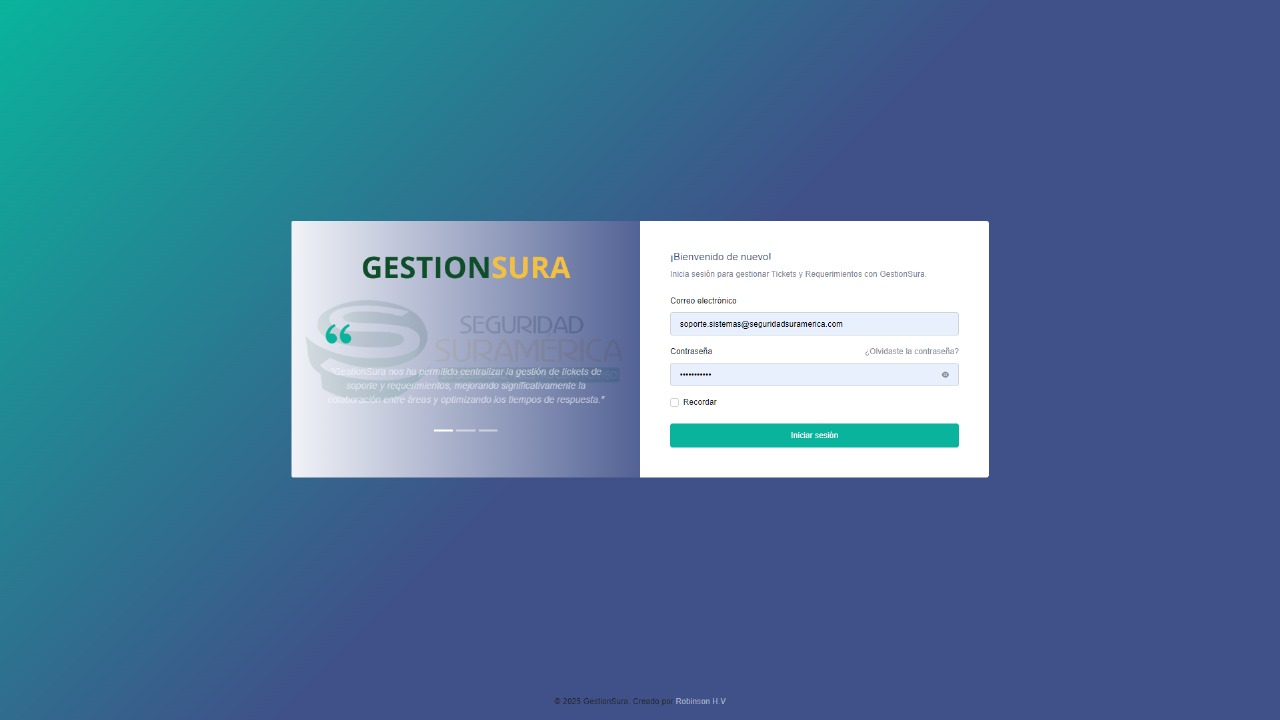 GESTIONSURA
SEGURIDAD
SURAMERICA
"GestionSura nos ha permitido centralizar la gestión de tickets de
soporte y requerimientos, mejorando significativamente la
colaboración entre áreas y optimizando los tiempos de respuesta."
¡Bienvenido de nuevo!
Inicia sesión para gestionar Tickets y Requerimientos con GestionSura.
Correo electrónico
soporte.sistemas@seguridadsuramerica.com
Contraseña ¿Olvidaste la contraseña?
•••••••••••
Recordar
Iniciar sesión
© 2025 GestionSura. Creado por Robinson H.V